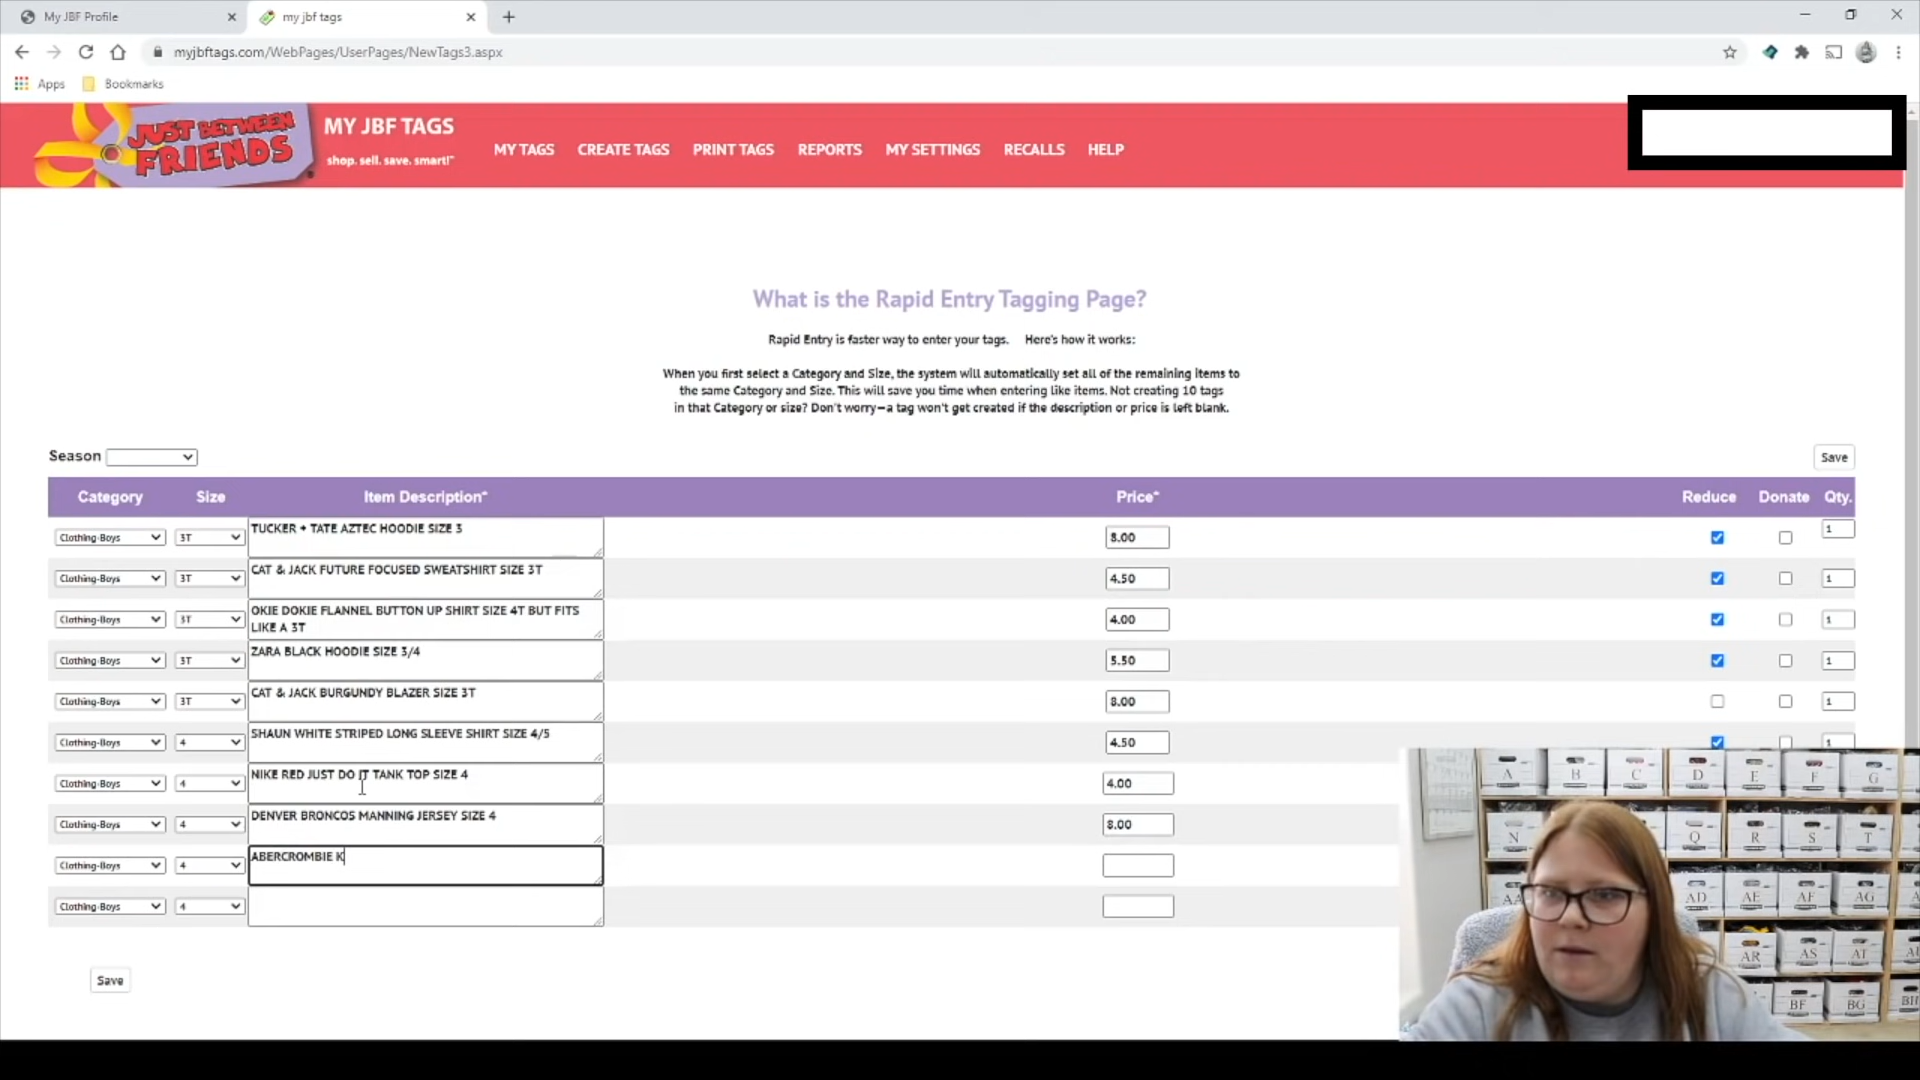 My JBF Profile
my jbf tags
myjbftags.com/WebPages/UserPages/NewTags3.aspx
Apps
Bookmarks
JUST BETWEEN
FRIENDS
MY JBF TAGS
shop. sell. save. smart!™
MY TAGS
CREATE TAGS
PRINT TAGS
REPORTS
MY SETTINGS
RECALLS
HELP
What is the Rapid Entry Tagging Page?
Rapid Entry is faster way to enter your tags. Here's how it works:
When you first select a Category and Size, the system will automatically set all of the remaining items to
the same Category and Size. This will save you time when entering like items. Not creating 10 tags
in that Category or size? Don't worry—a tag won't get created if the description or price is left blank.
Season
Save
Category Size Item Description* Price* Reduce Donate Qty.
Clothing-Boys 3T TUCKER + TATE AZTEC HOODIE SIZE 3 8.00 1
Clothing-Boys 3T CAT & JACK FUTURE FOCUSED SWEATSHIRT SIZE 3T 4.50 1
Clothing-Boys 3T OKIE DOKIE FLANNEL BUTTON UP SHIRT SIZE 4T BUT FITS 4.00 1
LIKE A 3T
Clothing-Boys 3T ZARA BLACK HOODIE SIZE 3/4 5.50 1
Clothing-Boys 3T CAT & JACK BURGUNDY BLAZER SIZE 3T 8.00 1
Clothing-Boys 4 SHAUN WHITE STRIPED LONG SLEEVE SHIRT SIZE 4/5 4.50 1
Clothing-Boys 4 NIKE RED JUST DO IT TANK TOP SIZE 4 4.00
Clothing-Boys 4 DENVER BRONCOS MANNING JERSEY SIZE 4 8.00
Clothing-Boys 4 ABERCROMBIE K
Clothing-Boys 4
Save
A B C D E F G
N Q R S T
AD AE AF AG
AR AS AT
BF BG BH